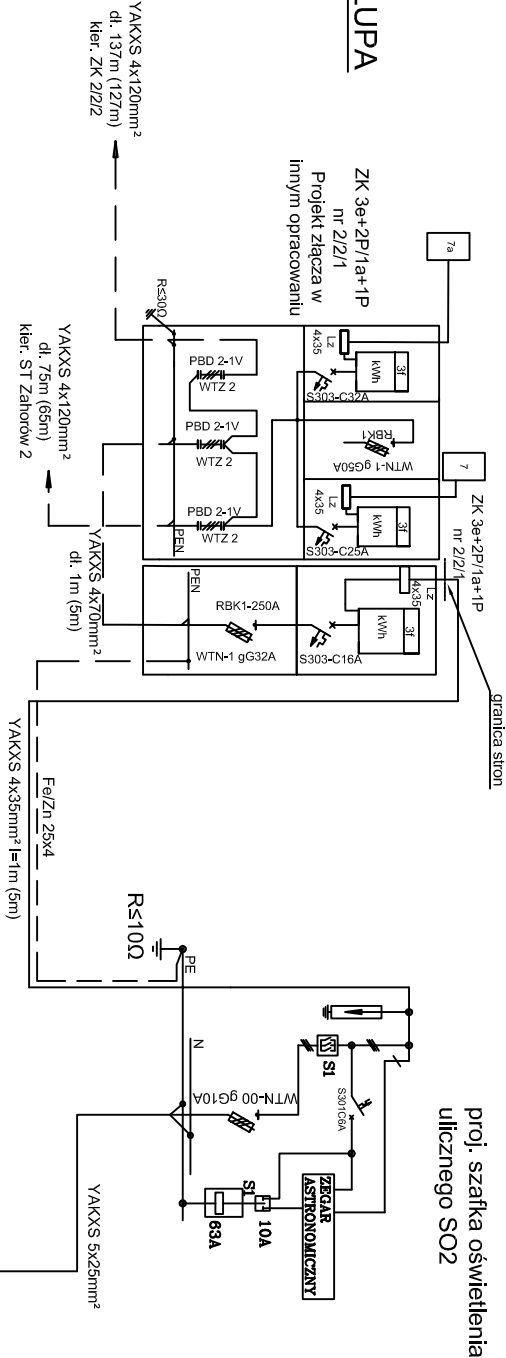 LUPA
YAKXS 4x120mm²
dł. 137m (127m)
kier. ZK 2/2/2
ZK 3e+2P/1a+1P
nr 2/2/1
Projekt złącza w
innym opracowaniu
7a
R≤30Ω
YAKXS 4x120mm²
dł. 75m (65m)
kier. ST Zahorów 2
PBD 2-1V
WTZ 2
PBD 2-1V
WTZ 2
PBD 2-1V
WTZ 2
PEN
Lz
4x35
kWh
3f
S303-C32A
RBK1
WTN-1 gG50A
7
Lz
4x35
kWh
3f
S303-C25A
ZK 3e+2P/1a+1P
nr 2/2/1
granica stron
YAKXS 4x70mm²
dł. 1m (5m)
PEN
RBK1-250A
WTN-1 gG32A
Lz
4x35
kWh
3f
S303-C16A
Fe/Zn 25x4
YAKXS 4x35mm² l=1m (5m)
R≤10Ω
PE
N
WTN-00 gG10A
S1
S301C6A
S1
63A
10A
ZEGAR
ASTRONOMICZNY
YAKXS 5x25mm²
proj. szafka oświetlenia
ulicznego SO2